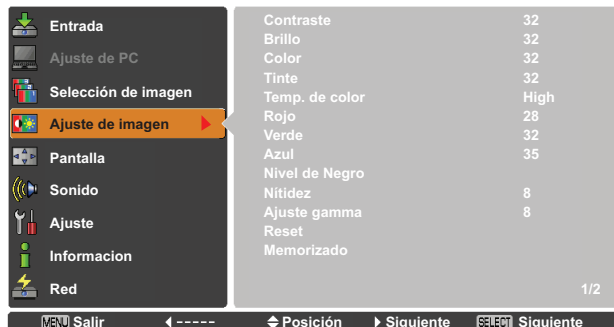 Entrada
Ajuste de PC
Selección de imagen
Ajuste de imagen
Pantalla
Sonido
Ajuste
Informacion
Red
Contraste 32
Brillo 32
Color 32
Tinte 32
Temp. de color High
Rojo 28
Verde 32
Azul 35
Nivel de Negro
Nitidez 8
Ajuste gamma 8
Reset
Memorizado
1/2
MENU Salir ----- Posición Siguiente SELECT Siguiente